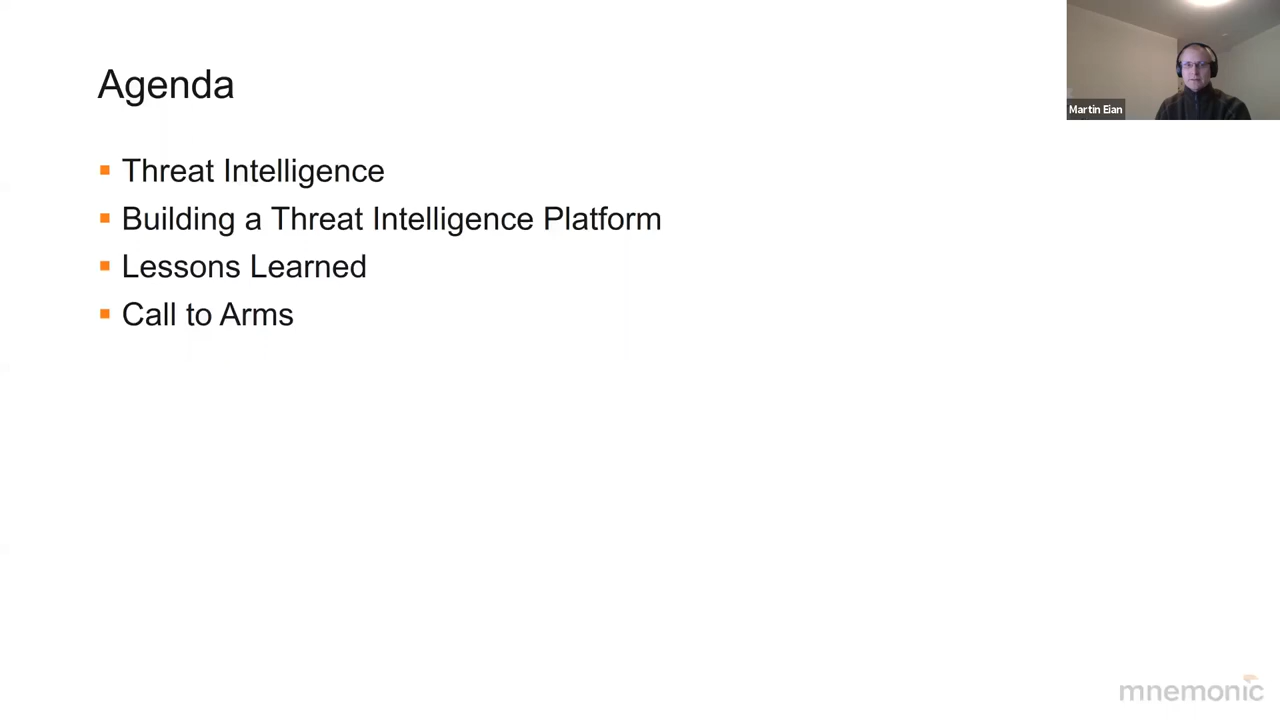 Agenda
Martin Eian
Threat Intelligence
Building a Threat Intelligence Platform
Lessons Learned
Call to Arms
mnemonic